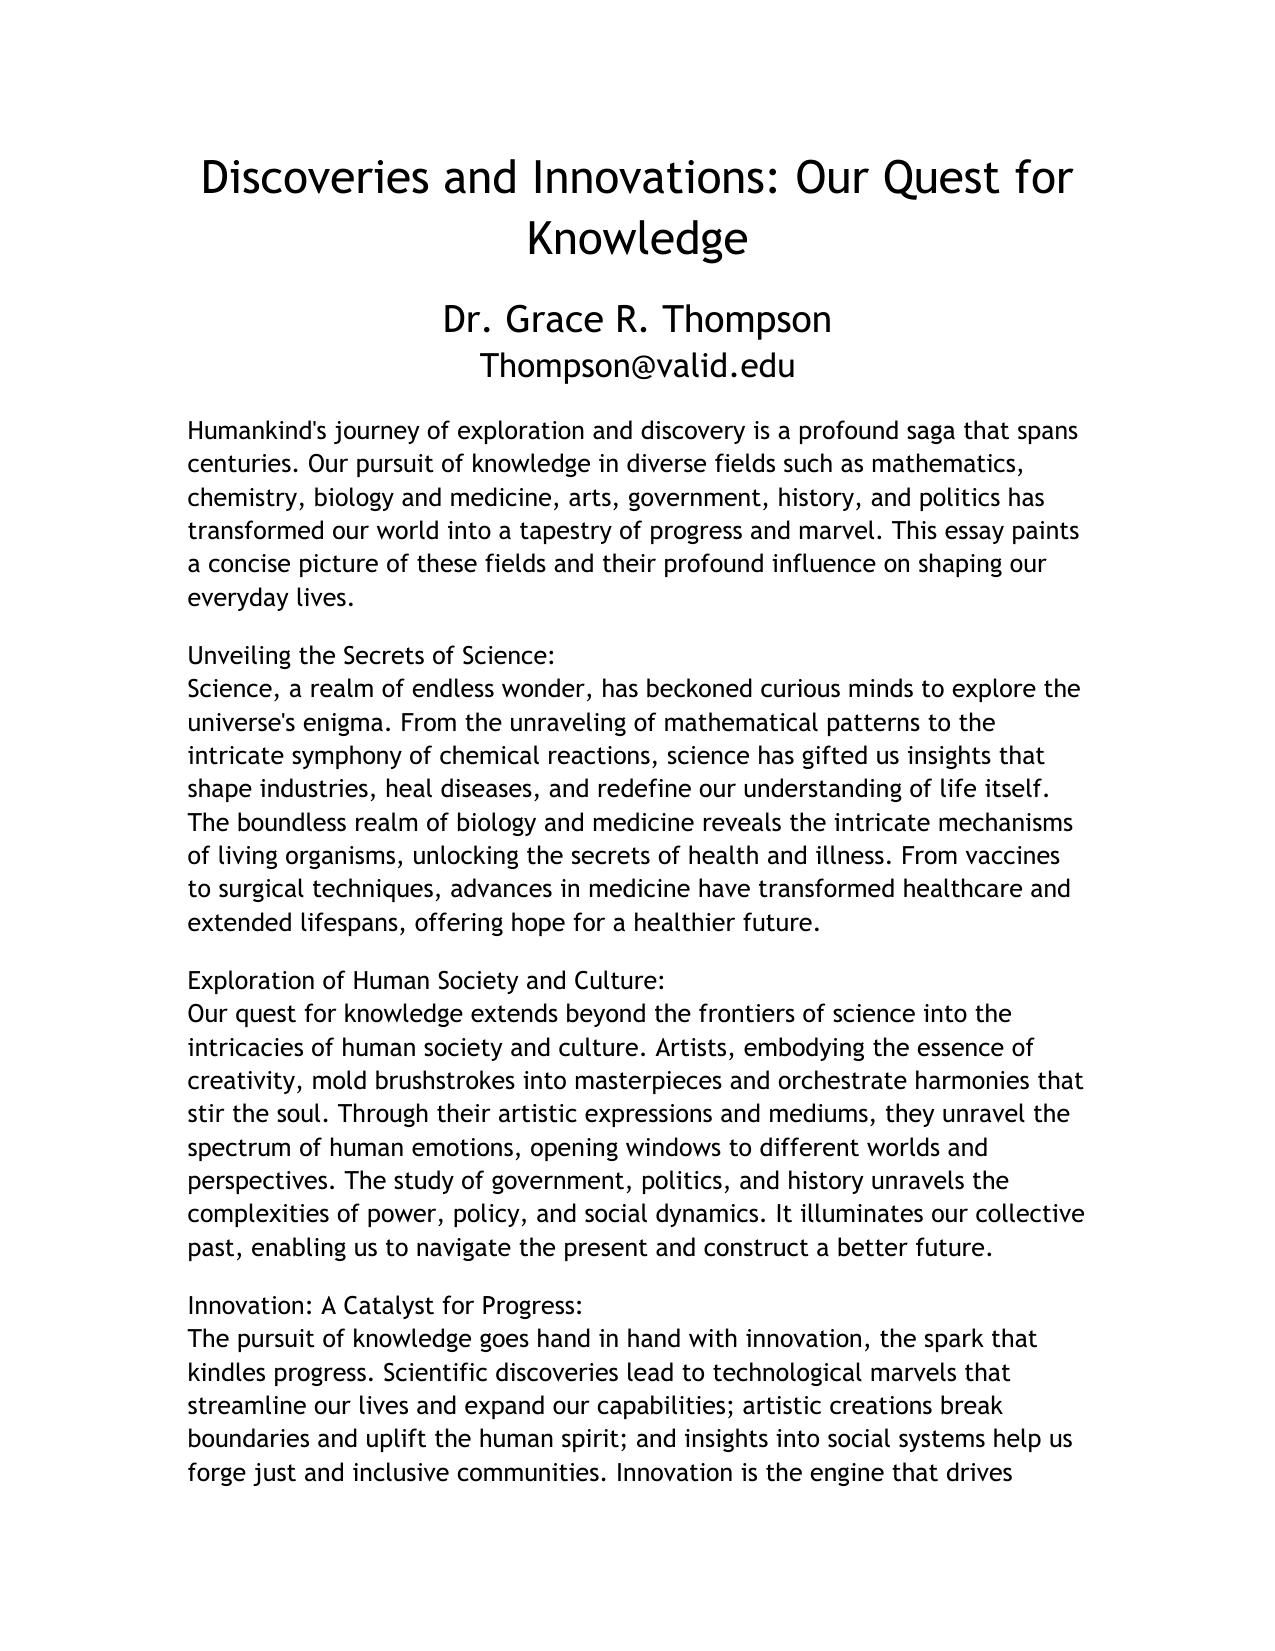 Discoveries and Innovations: Our Quest for
Knowledge
Dr. Grace R. Thompson
Thompson@valid.edu
Humankind's journey of exploration and discovery is a profound saga that spans
centuries. Our pursuit of knowledge in diverse fields such as mathematics,
chemistry, biology and medicine, arts, government, history, and politics has
transformed our world into a tapestry of progress and marvel. This essay paints
a concise picture of these fields and their profound influence on shaping our
everyday lives.
Unveiling the Secrets of Science:
Science, a realm of endless wonder, has beckoned curious minds to explore the
universe's enigma. From the unraveling of mathematical patterns to the
intricate symphony of chemical reactions, science has gifted us insights that
shape industries, heal diseases, and redefine our understanding of life itself.
The boundless realm of biology and medicine reveals the intricate mechanisms
of living organisms, unlocking the secrets of health and illness. From vaccines
to surgical techniques, advances in medicine have transformed healthcare and
extended lifespans, offering hope for a healthier future.
Exploration of Human Society and Culture:
Our quest for knowledge extends beyond the frontiers of science into the
intricacies of human society and culture. Artists, embodying the essence of
creativity, mold brushstrokes into masterpieces and orchestrate harmonies that
stir the soul. Through their artistic expressions and mediums, they unravel the
spectrum of human emotions, opening windows to different worlds and
perspectives. The study of government, politics, and history unravels the
complexities of power, policy, and social dynamics. It illuminates our collective
past, enabling us to navigate the present and construct a better future.
Innovation: A Catalyst for Progress:
The pursuit of knowledge goes hand in hand with innovation, the spark that
kindles progress. Scientific discoveries lead to technological marvels that
streamline our lives and expand our capabilities; artistic creations break
boundaries and uplift the human spirit; and insights into social systems help us
forge just and inclusive communities. Innovation is the engine that drives